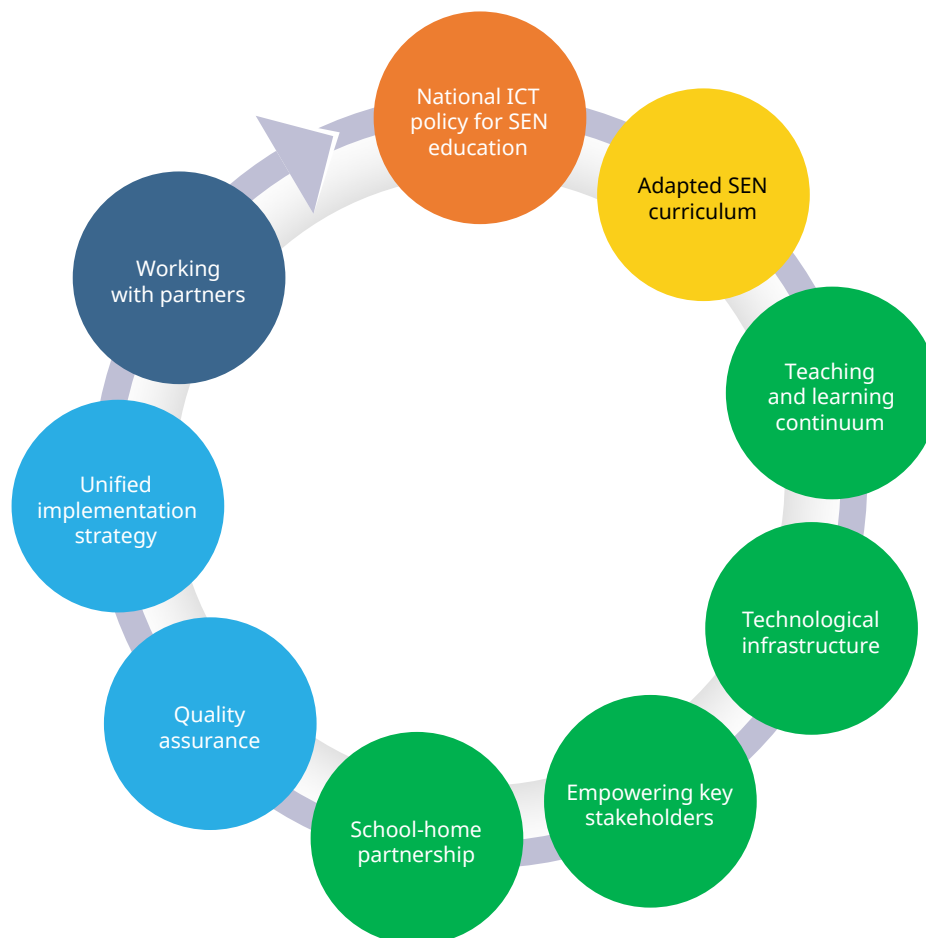 National ICT
policy for SEN
education
Adapted SEN
curriculum
Teaching
and learning
continuum
Technological
infrastructure
Empowering key
stakeholders
School-home
partnership
Quality
assurance
Unified
implementation
strategy
Working
with partners